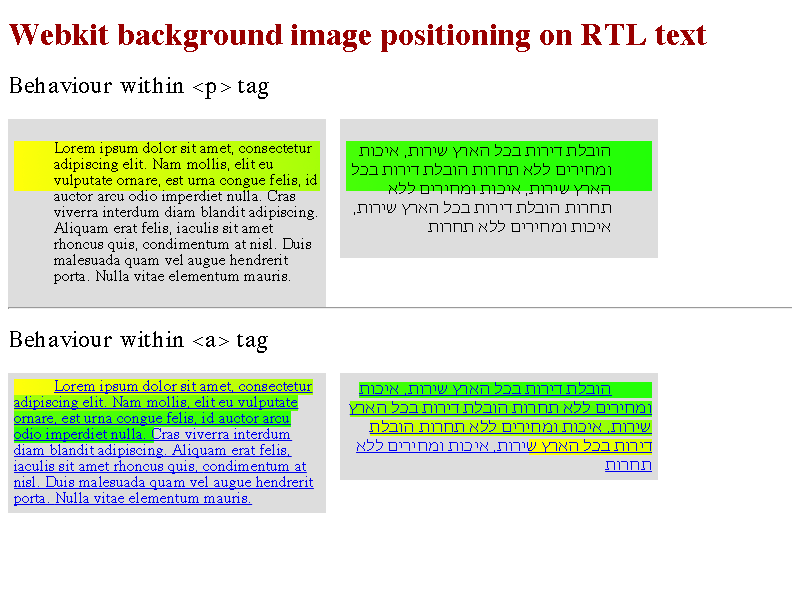 Webkit background image positioning on RTL text
Behaviour within <p> tag
Lorem ipsum dolor sit amet, consectetur
adipiscing elit. Nam mollis, elit eu
vulputate ornare, est urna congue felis, id
auctor arcu odio imperdiet nulla. Cras
viverra interdum diam blandit adipiscing.
Aliquam erat felis, iaculis sit amet
rhoncus quis, condimentum at nisl. Duis
malesuada quam vel augue hendrerit
porta. Nulla vitae elementum mauris.
הובלת דירות בכל הארץ שירות, איכות
ומחירים ללא תחרות הובלת דירות בכל
הארץ שירות, איכות ומחירים ללא
תחרות הובלת דירות בכל הארץ שירות,
איכות ומחירים ללא תחרות
Behaviour within <a> tag
Lorem ipsum dolor sit amet, consectetur
adipiscing elit. Nam mollis, elit eu vulputate
ornare, est urna congue felis, id auctor arcu
odio imperdiet nulla. Cras viverra interdum
diam blandit adipiscing. Aliquam erat felis,
iaculis sit amet rhoncus quis, condimentum at
nisl. Duis malesuada quam vel augue hendrerit
porta. Nulla vitae elementum mauris.
הובלת דירות בכל הארץ שירות, איכות
ומחירים ללא תחרות הובלת דירות בכל הארץ
שירות, איכות ומחירים ללא תחרות הובלת
דירות בכל הארץ שירות, איכות ומחירים ללא
תחרות